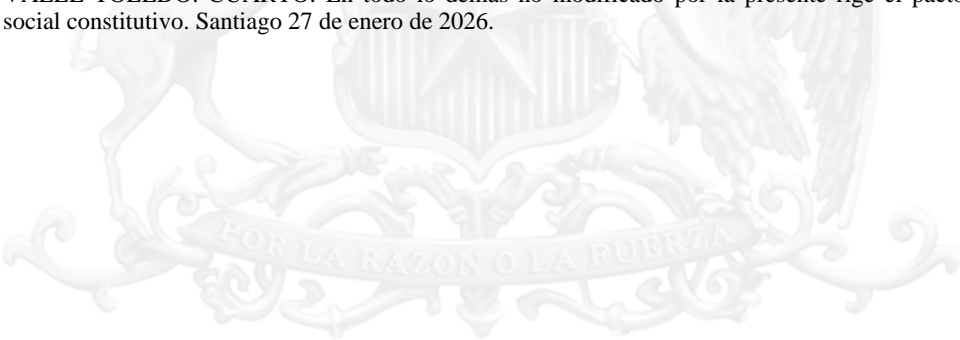 VALLE TOLEDO. CUARTO: En todo lo demás no modificado por la presente rige el pacto
social constitutivo. Santiago 27 de enero de 2026.
POR LA RAZON O LA FUERZA